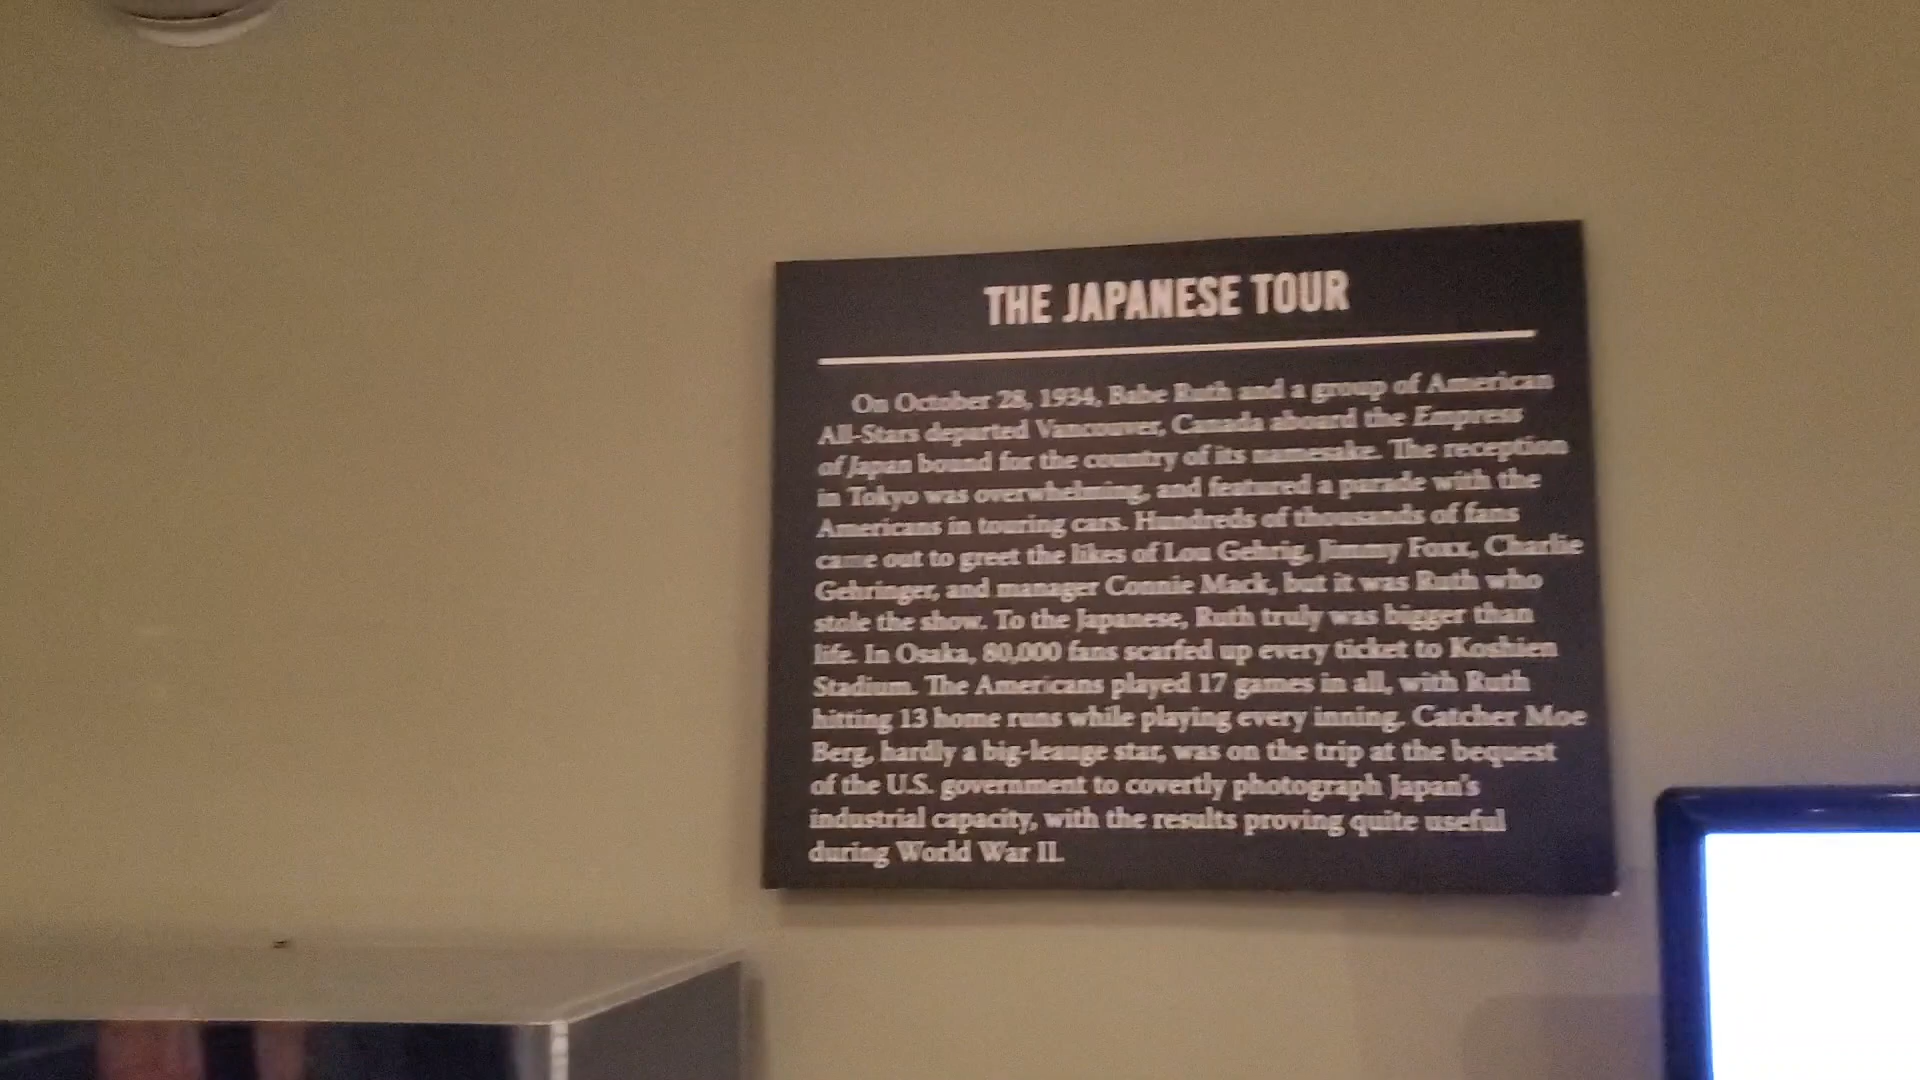 THE JAPANESE TOUR
On October 28, 1934, Babe Ruth and a group of American
All-Stars departed Vancouver, Canada aboard the Empress
of Japan bound for the country of its namesake. The reception
in Tokyo was overwhelming, and featured a parade with the
Americans in touring cars. Hundreds of thousands of fans
came out to greet the likes of Lou Gehrig, Jimmy Foxx, Charlie
Gehringer, and manager Connie Mack, but it was Ruth who
stole the show. To the Japanese, Ruth truly was bigger than
life. In Osaka, 80,000 fans scarfed up every ticket to Koshien
Stadium. The Americans played 17 games in all, with Ruth
hitting 13 home runs while playing every inning. Catcher Moe
Berg, hardly a big-leauge star, was on the trip at the bequest
of the U.S. government to covertly photograph Japan's
industrial capacity, with the results proving quite useful
during World War II.